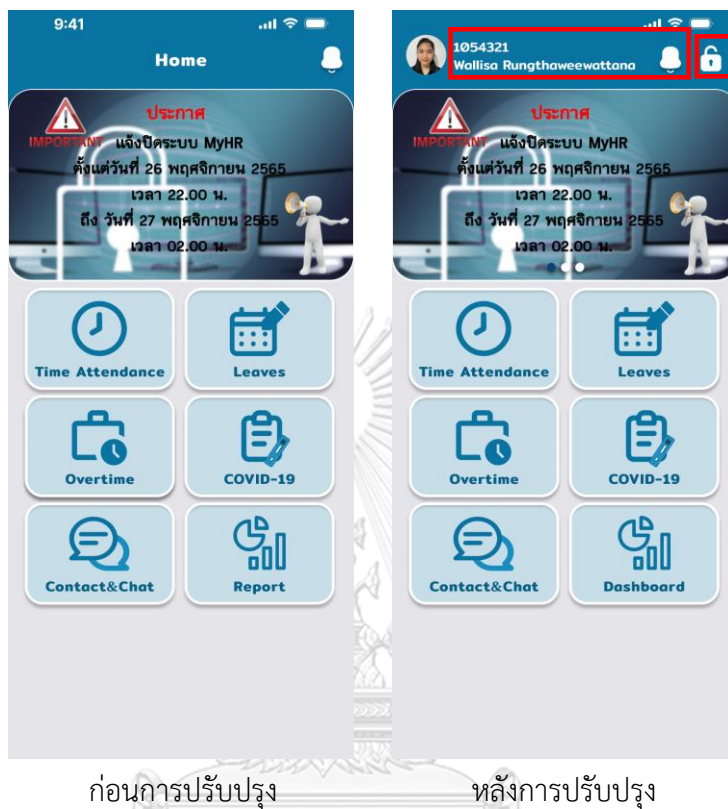 9:41
Home
ประกาศ
IMPORTANT
แจ้งปิดระบบ MyHR
ตั้งแต่วันที่ 26 พฤศจิกายน 2565
เวลา 22.00 น.
ถึง วันที่ 27 พฤศจิกายน 2565
เวลา 02.00 น.
Time Attendance
Leaves
Overtime
COVID-19
Contact&Chat
Report
ก่อนการปรับปรุง
1054321
Wallisa Rungthaweewattana
ประกาศ
IMPORTANT
แจ้งปิดระบบ MyHR
ตั้งแต่วันที่ 26 พฤศจิกายน 2565
เวลา 22.00 น.
ถึง วันที่ 27 พฤศจิกายน 2565
เวลา 02.00 น.
Time Attendance
Leaves
Overtime
COVID-19
Contact&Chat
Dashboard
หลังการปรับปรุง